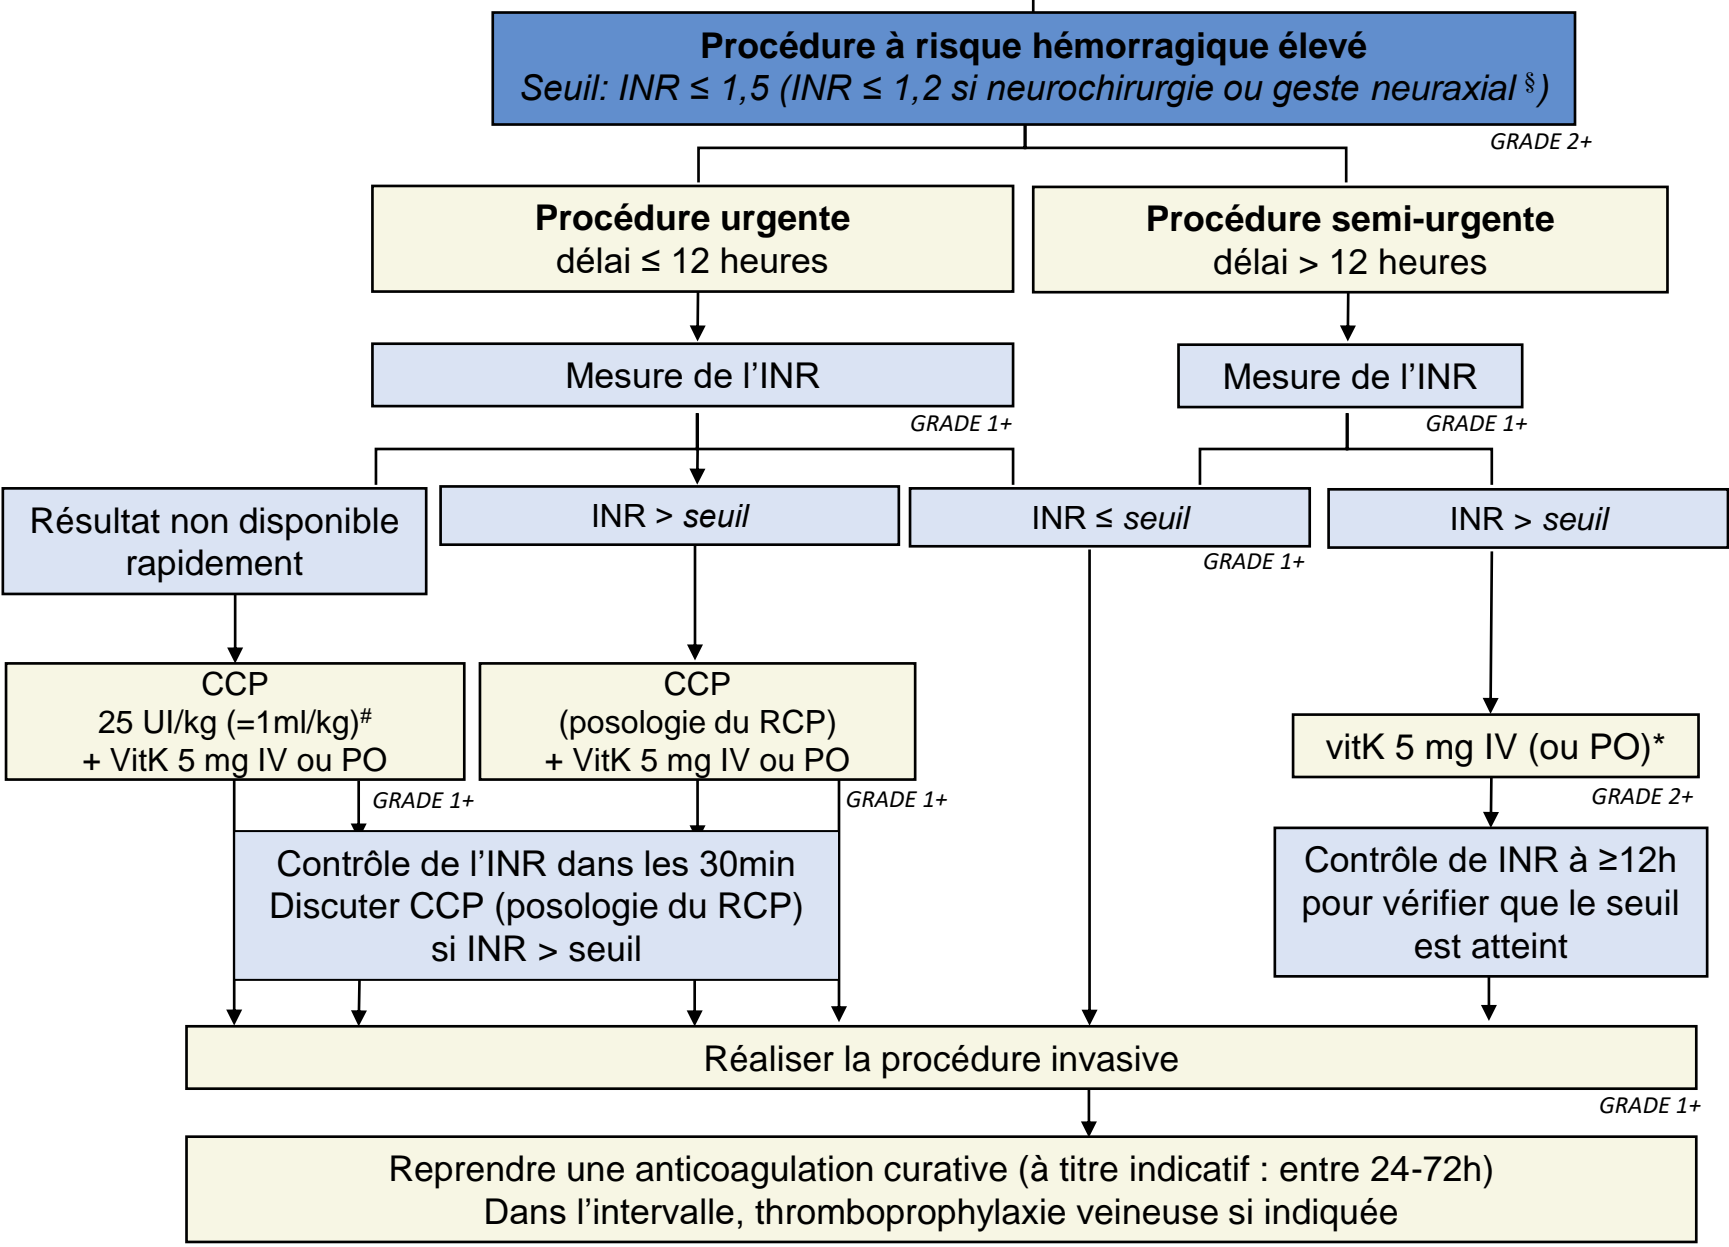 Procédure à risque hémorragique élevé
Seuil: INR ≤ 1,5 (INR ≤ 1,2 si neurochirurgie ou geste neuraxial §)
GRADE 2+
Procédure urgente
délai ≤ 12 heures
Procédure semi-urgente
délai > 12 heures
Mesure de l’INR
GRADE 1+
Mesure de l’INR
GRADE 1+
Résultat non disponible
rapidement
INR > seuil
INR ≤ seuil
GRADE 1+
INR > seuil
CCP
25 UI/kg (=1ml/kg)#
+ VitK 5 mg IV ou PO
GRADE 1+
CCP
(posologie du RCP)
+ VitK 5 mg IV ou PO
GRADE 1+
vitK 5 mg IV (ou PO)*
GRADE 2+
Contrôle de l’INR dans les 30min
Discuter CCP (posologie du RCP)
si INR > seuil
Contrôle de INR à ≥12h
pour vérifier que le seuil
est atteint
Réaliser la procédure invasive
GRADE 1+
Reprendre une anticoagulation curative (à titre indicatif : entre 24-72h)
Dans l’intervalle, thromboprophylaxie veineuse si indiquée